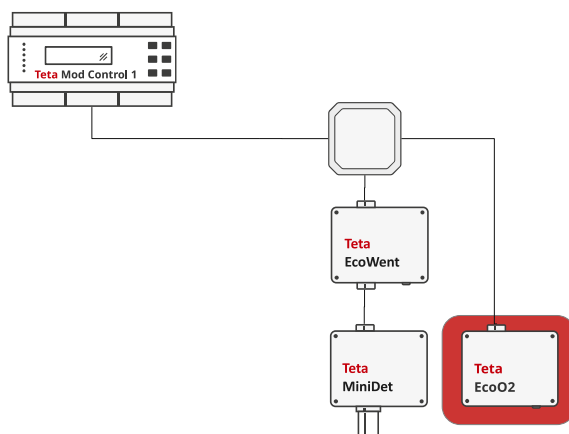 Teta Mod Control 1
Teta
EcoWent
Teta
MiniDet
Teta
EcoO2